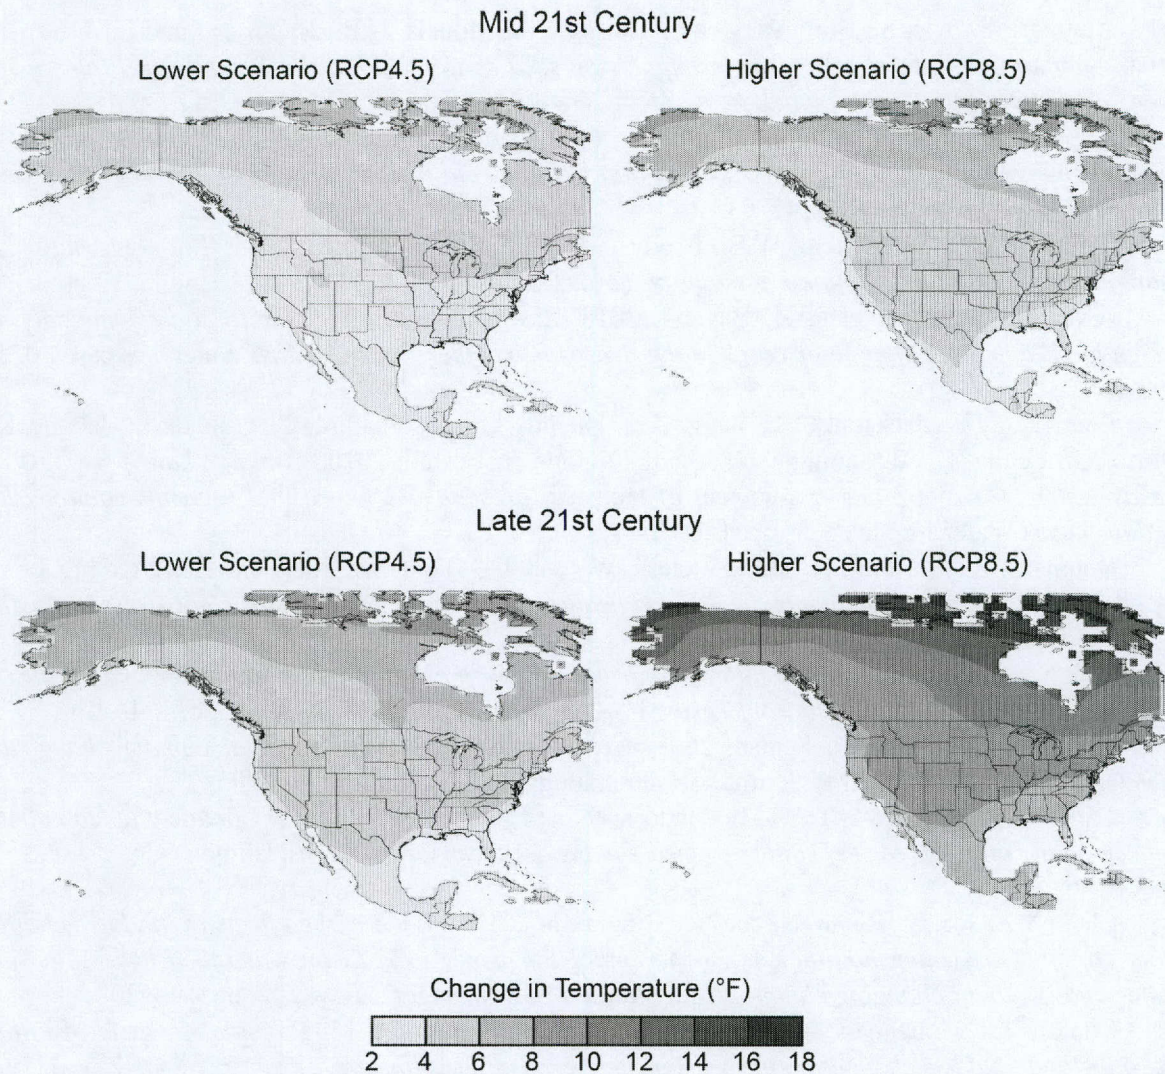 Mid 21st Century
Lower Scenario (RCP4.5)
Higher Scenario (RCP8.5)
Late 21st Century
Lower Scenario (RCP4.5)
Higher Scenario (RCP8.5)
Change in Temperature (°F)
2 4 6 8 10 12 14 16 18